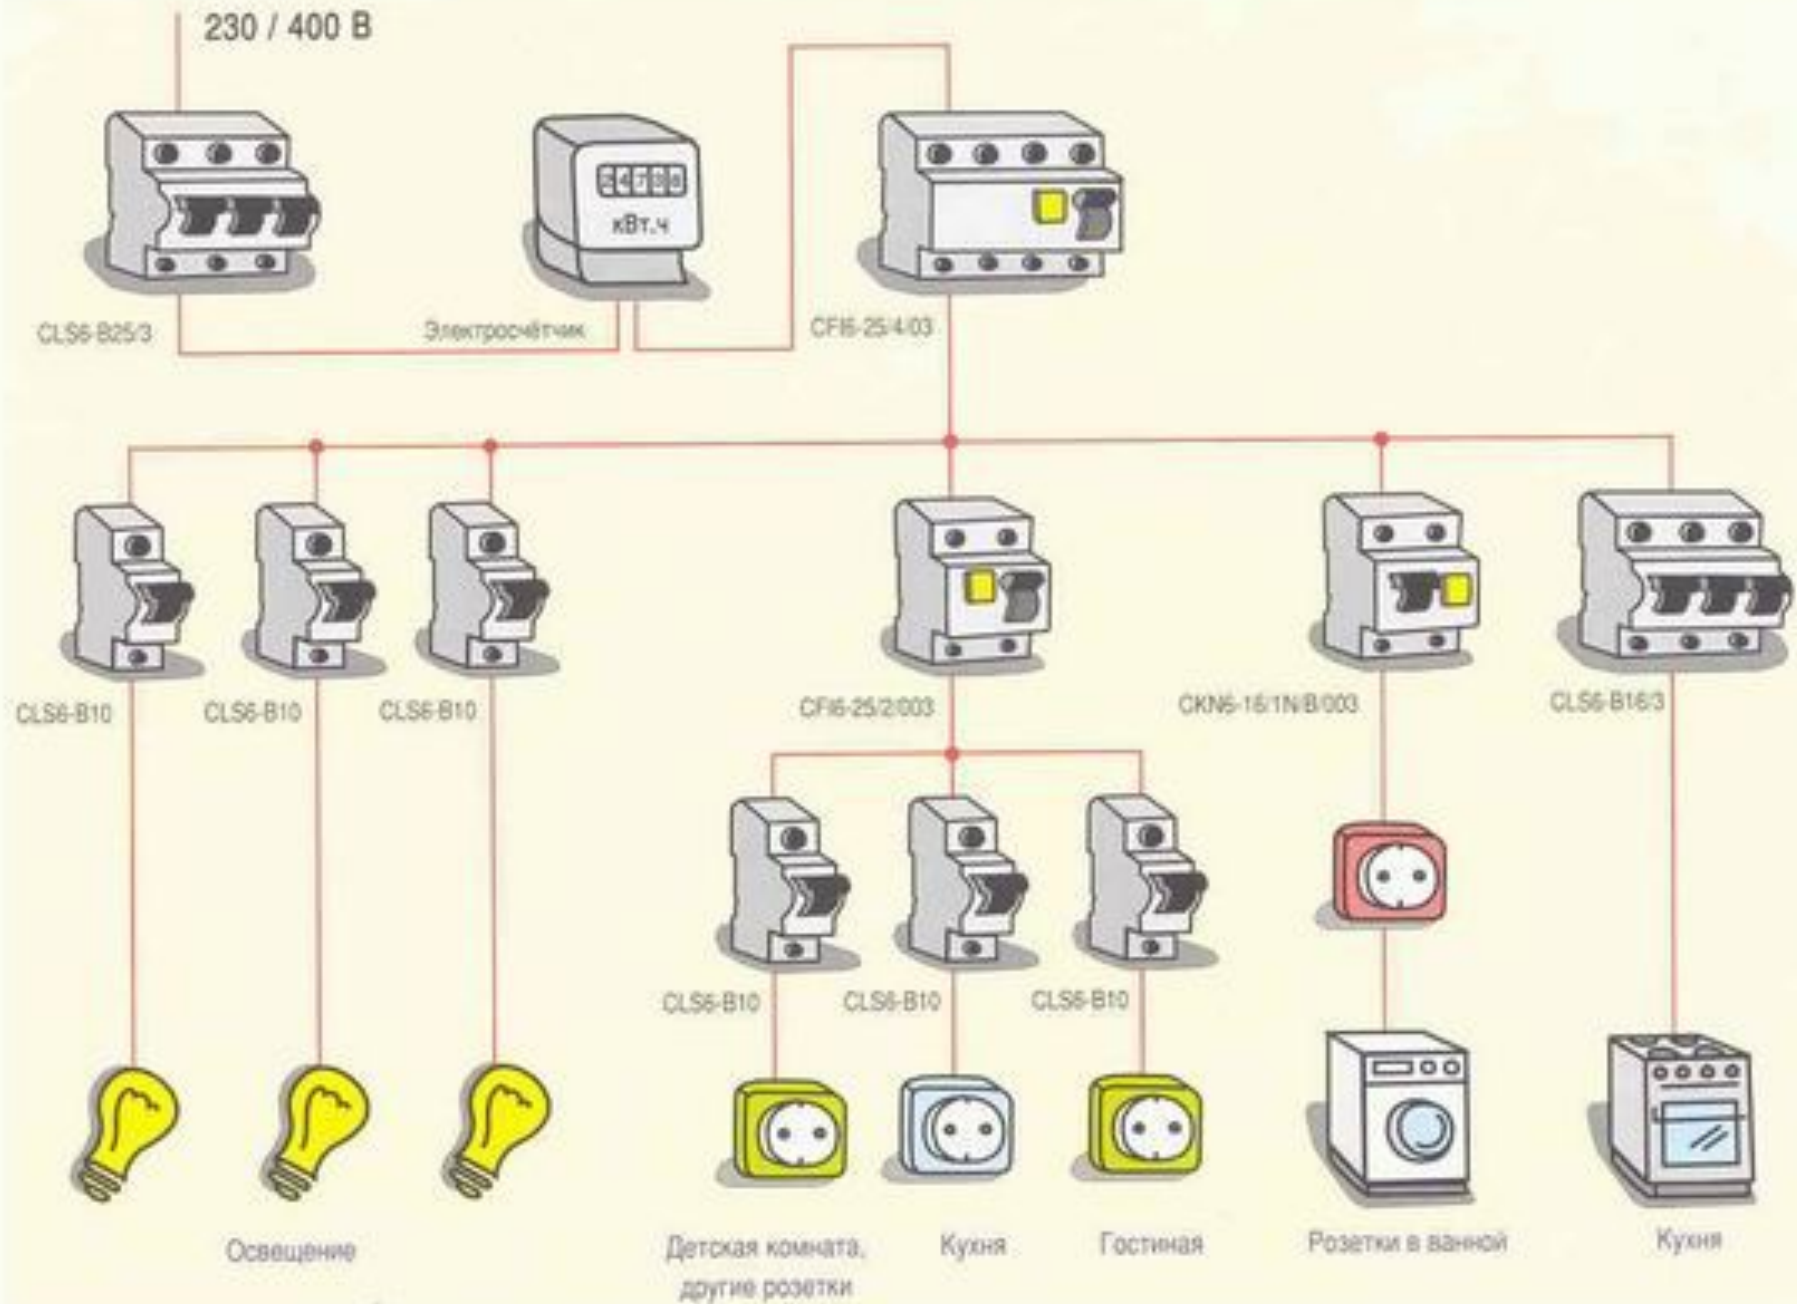 230 / 400 В
24738
кВт.ч
CLS6-B25/3
Электросчётчик
CFI6-25/4/03
CLS6-B10
CLS6-B10
CLS6-B10
CFI6-25/2/003
CKN6-16/1N/B/003
CLS6-B16/3
CLS6-B10
CLS6-B10
CLS6-B10
Освещение
Детская комната,
другие розетки
Кухня
Гостиная
Розетки в ванной
Кухня